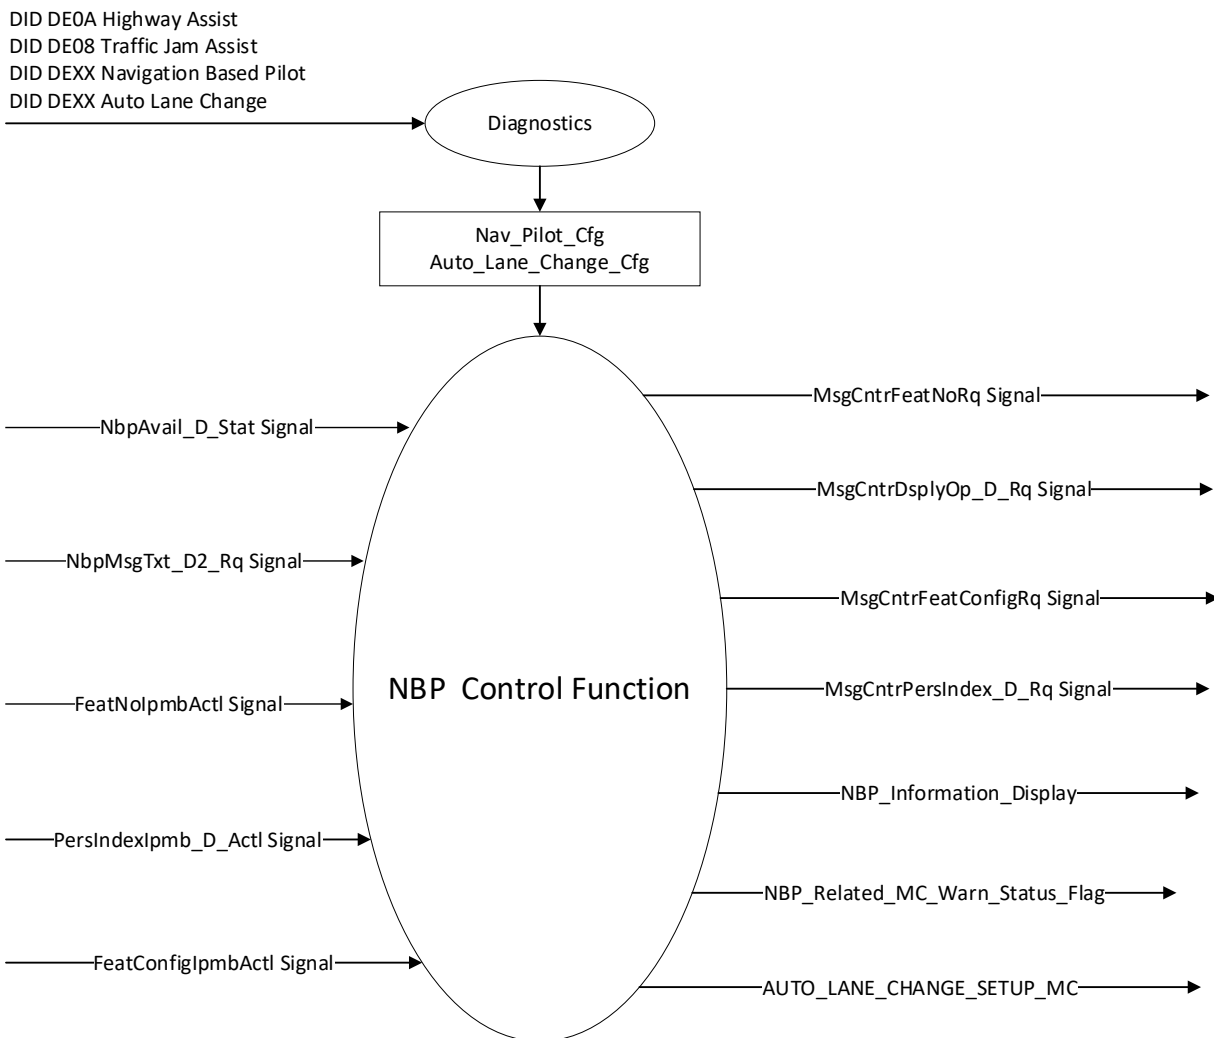 DID DE0A Highway Assist
DID DE08 Traffic Jam Assist
DID DEXX Navigation Based Pilot
DID DEXX Auto Lane Change
Diagnostics
Nav_Pilot_Cfg
Auto_Lane_Change_Cfg
MsgCntrFeatNoRq Signal
NbpAvail_D_Stat Signal
MsgCntrDsplyOp_D_Rq Signal
NbpMsgTxt_D2_Rq Signal
MsgCntrFeatConfigRq Signal
NBP Control Function
MsgCntrPersIndex_D_Rq Signal
FeatNoIpmbActl Signal
NBP_Information_Display
PersIndexIpmb_D_Actl Signal
NBP_Related_MC_Warn_Status_Flag
FeatConfigIpmbActl Signal
AUTO_LANE_CHANGE_SETUP_MC